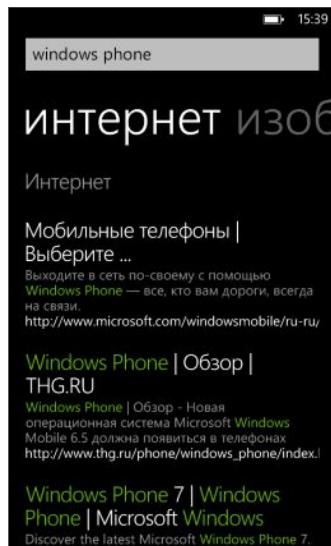 15:39
windows phone
интернет изоб
Интернет
Мобильные телефоны |
Выберите ...
Выходите в сеть по-своему с помощью
Windows Phone — все, кто вам дороги, всегда
на связи.
http://www.microsoft.com/windowsmobile/ru-ru/
Windows Phone | Обзор |
THG.RU
Windows Phone | Обзор - Новая
операционная система Microsoft Windows
Mobile 6.5 должна появиться в телефонах
http://www.thg.ru/phone/windows_phone/index.
Windows Phone 7 | Windows
Phone | Microsoft Windows
Discover the latest Microsoft Windows Phone 7.